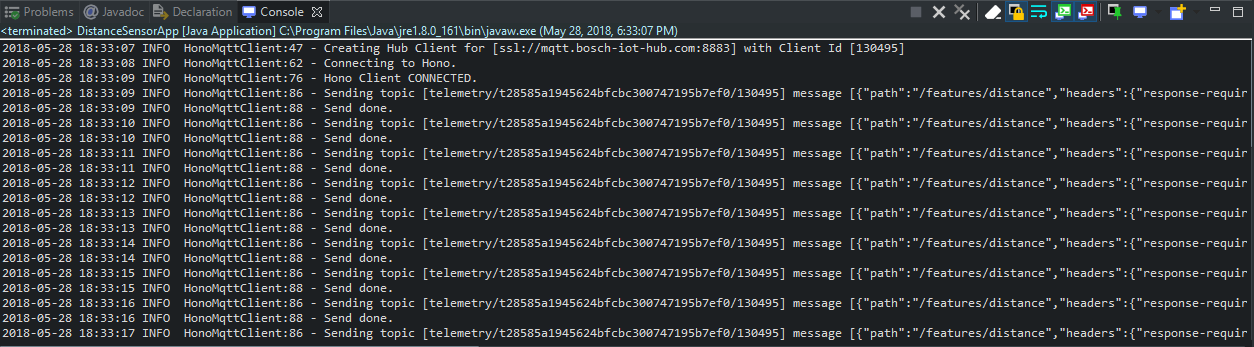 Problems @ Javadoc Declaration Console
<terminated> DistanceSensorApp [Java Application] C:\Program Files\Java\jre1.8.0_161\bin\javaw.exe (May 28, 2018, 6:33:07 PM)
2018-05-28 18:33:07 INFO  HonoMqttClient:47 - Creating Hub Client for [ssl://mqtt.bosch-iot-hub.com:8883] with Client Id [130495]
2018-05-28 18:33:08 INFO  HonoMqttClient:62 - Connecting to Hono.
2018-05-28 18:33:09 INFO  HonoMqttClient:76 - Hono Client CONNECTED.
2018-05-28 18:33:09 INFO  HonoMqttClient:86 - Sending topic [telemetry/t28585a1945624bfcbc300747195b7ef0/130495] message [{"path":"/features/distance","headers":{"response-requir
2018-05-28 18:33:09 INFO  HonoMqttClient:88 - Send done.
2018-05-28 18:33:10 INFO  HonoMqttClient:86 - Sending topic [telemetry/t28585a1945624bfcbc300747195b7ef0/130495] message [{"path":"/features/distance","headers":{"response-requir
2018-05-28 18:33:10 INFO  HonoMqttClient:88 - Send done.
2018-05-28 18:33:11 INFO  HonoMqttClient:86 - Sending topic [telemetry/t28585a1945624bfcbc300747195b7ef0/130495] message [{"path":"/features/distance","headers":{"response-requir
2018-05-28 18:33:11 INFO  HonoMqttClient:88 - Send done.
2018-05-28 18:33:12 INFO  HonoMqttClient:86 - Sending topic [telemetry/t28585a1945624bfcbc300747195b7ef0/130495] message [{"path":"/features/distance","headers":{"response-requir
2018-05-28 18:33:12 INFO  HonoMqttClient:88 - Send done.
2018-05-28 18:33:13 INFO  HonoMqttClient:86 - Sending topic [telemetry/t28585a1945624bfcbc300747195b7ef0/130495] message [{"path":"/features/distance","headers":{"response-requir
2018-05-28 18:33:13 INFO  HonoMqttClient:88 - Send done.
2018-05-28 18:33:14 INFO  HonoMqttClient:86 - Sending topic [telemetry/t28585a1945624bfcbc300747195b7ef0/130495] message [{"path":"/features/distance","headers":{"response-requir
2018-05-28 18:33:14 INFO  HonoMqttClient:88 - Send done.
2018-05-28 18:33:15 INFO  HonoMqttClient:86 - Sending topic [telemetry/t28585a1945624bfcbc300747195b7ef0/130495] message [{"path":"/features/distance","headers":{"response-requir
2018-05-28 18:33:15 INFO  HonoMqttClient:88 - Send done.
2018-05-28 18:33:16 INFO  HonoMqttClient:86 - Sending topic [telemetry/t28585a1945624bfcbc300747195b7ef0/130495] message [{"path":"/features/distance","headers":{"response-requir
2018-05-28 18:33:16 INFO  HonoMqttClient:88 - Send done.
2018-05-28 18:33:17 INFO  HonoMqttClient:86 - Sending topic [telemetry/t28585a1945624bfcbc300747195b7ef0/130495] message [{"path":"/features/distance","headers":{"response-requir